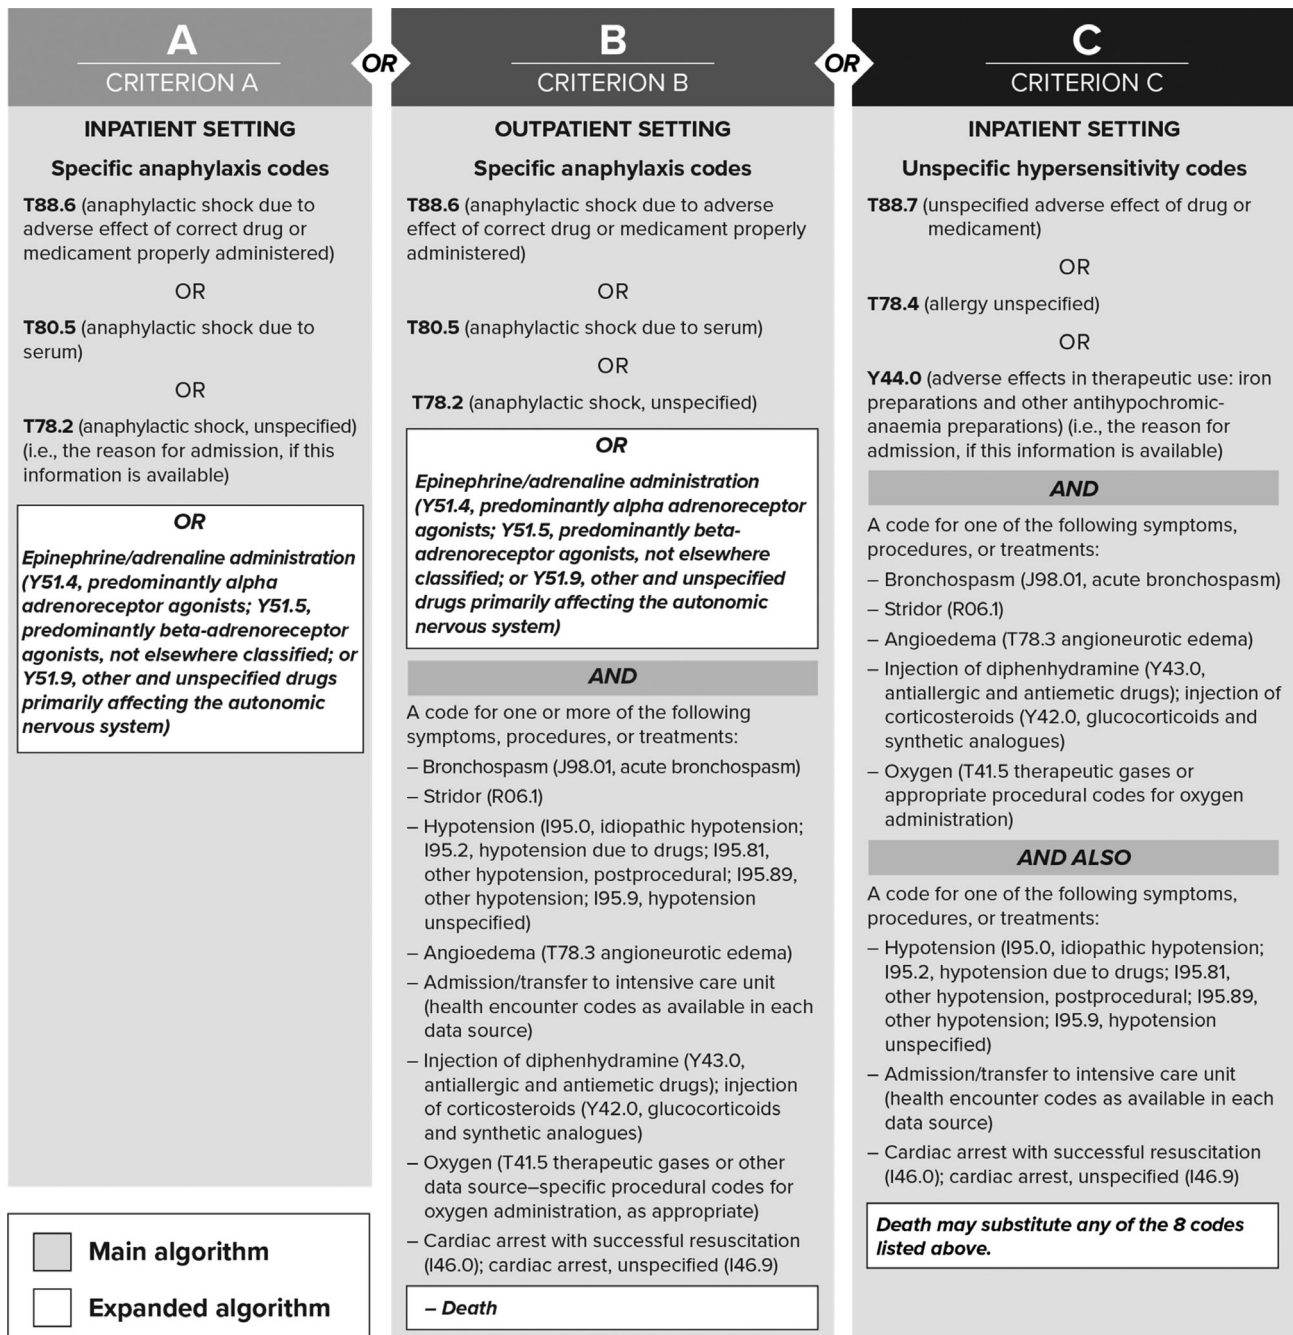 A
CRITERION A
OR
B
CRITERION B
OR
C
CRITERION C
INPATIENT SETTING
Specific anaphylaxis codes
T88.6 (anaphylactic shock due to
adverse effect of correct drug or
medicament properly administered)
OR
T80.5 (anaphylactic shock due to
serum)
OR
T78.2 (anaphylactic shock, unspecified)
(i.e., the reason for admission, if this
information is available)
OR
Epinephrine/adrenaline administration
(Y51.4, predominantly alpha
adrenoreceptor agonists; Y51.5,
predominantly beta-adrenoreceptor
agonists, not elsewhere classified; or
Y51.9, other and unspecified drugs
primarily affecting the autonomic
nervous system)
Main algorithm
Expanded algorithm
OUTPATIENT SETTING
Specific anaphylaxis codes
T88.6 (anaphylactic shock due to adverse
effect of correct drug or medicament properly
administered)
OR
T80.5 (anaphylactic shock due to serum)
OR
T78.2 (anaphylactic shock, unspecified)
OR
Epinephrine/adrenaline administration
(Y51.4, predominantly alpha adrenoreceptor
agonists; Y51.5, predominantly beta-
adrenoreceptor agonists, not elsewhere
classified; or Y51.9, other and unspecified
drugs primarily affecting the autonomic
nervous system)
AND
A code for one or more of the following
symptoms, procedures, or treatments:
– Bronchospasm (J98.01, acute bronchospasm)
– Stridor (R06.1)
– Hypotension (I95.0, idiopathic hypotension;
I95.2, hypotension due to drugs; I95.81,
other hypotension, postprocedural; I95.89,
other hypotension; I95.9, hypotension
unspecified)
– Angioedema (T78.3 angioneurotic edema)
– Admission/transfer to intensive care unit
(health encounter codes as available in each
data source)
– Injection of diphenhydramine (Y43.0,
antiallergic and antiemetic drugs); injection
of corticosteroids (Y42.0, glucocorticoids
and synthetic analogues)
– Oxygen (T41.5 therapeutic gases or other
data source–specific procedural codes for
oxygen administration, as appropriate)
– Cardiac arrest with successful resuscitation
(I46.0); cardiac arrest, unspecified (I46.9)
– Death
INPATIENT SETTING
Unspecific hypersensitivity codes
T88.7 (unspecified adverse effect of drug or
medicament)
OR
T78.4 (allergy unspecified)
OR
Y44.0 (adverse effects in therapeutic use: iron
preparations and other antihypochromic-
anaemia preparations) (i.e., the reason for
admission, if this information is available)
AND
A code for one of the following symptoms,
procedures, or treatments:
– Bronchospasm (J98.01, acute bronchospasm)
– Stridor (R06.1)
– Angioedema (T78.3 angioneurotic edema)
– Injection of diphenhydramine (Y43.0,
antiallergic and antiemetic drugs); injection of
corticosteroids (Y42.0, glucocorticoids and
synthetic analogues)
– Oxygen (T41.5 therapeutic gases or
appropriate procedural codes for oxygen
administration)
AND ALSO
A code for one of the following symptoms,
procedures, or treatments:
– Hypotension (I95.0, idiopathic hypotension;
I95.2, hypotension due to drugs; I95.81,
other hypotension, postprocedural; I95.89,
other hypotension; I95.9, hypotension
unspecified)
– Admission/transfer to intensive care unit
(health encounter codes as available in each
data source)
– Cardiac arrest with successful resuscitation
(I46.0); cardiac arrest, unspecified (I46.9)
Death may substitute any of the 8 codes
listed above.